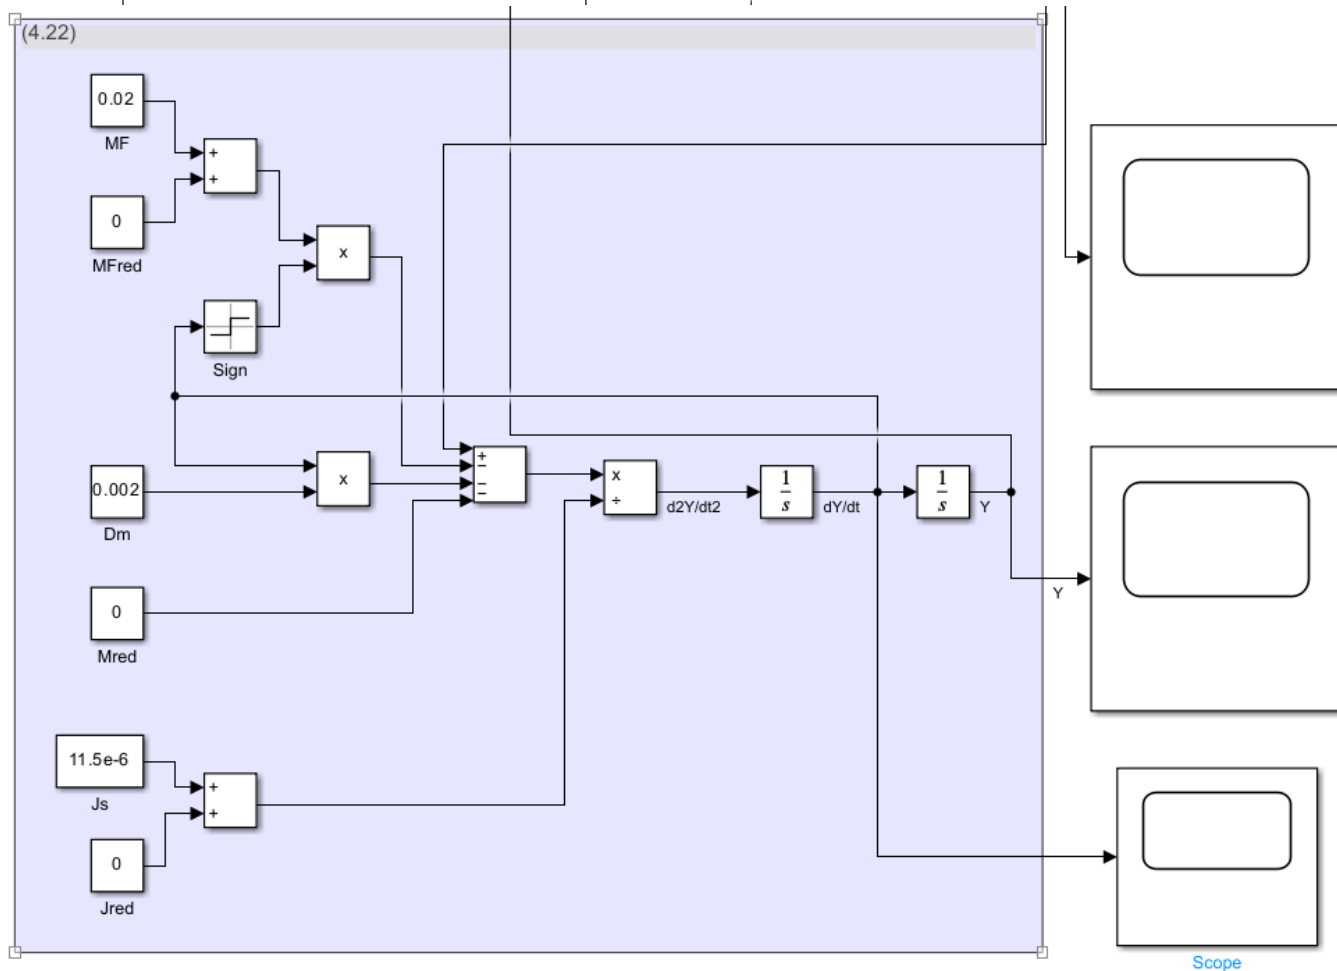 (4.22)
0.02
MF
+
+
0
MFred
x
Sign
0.002
Dm
x
+
−
−
−
x
÷
d2Y/dt2
1
s
dY/dt
1
s
Y
Y
0
Mred
11.5e-6
Js
+
+
0
Jred
Scope